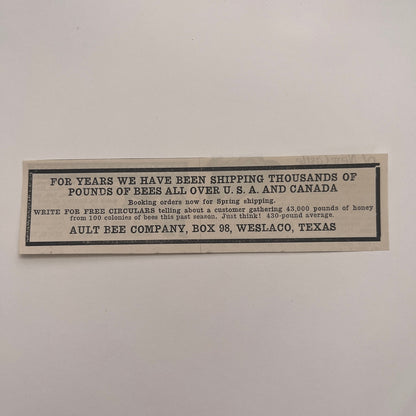 FOR YEARS WE HAVE BEEN SHIPPING THOUSANDS OF
POUNDS OF BEES ALL OVER U. S. A. AND CANADA
Booking orders now for Spring shipping.
WRITE FOR FREE CIRCULARS telling about a customer gathering 43,000 pounds of honey
from 100 colonies of bees this past season. Just think! 430-pound average.
AULT BEE COMPANY, BOX 98, WESLACO, TEXAS